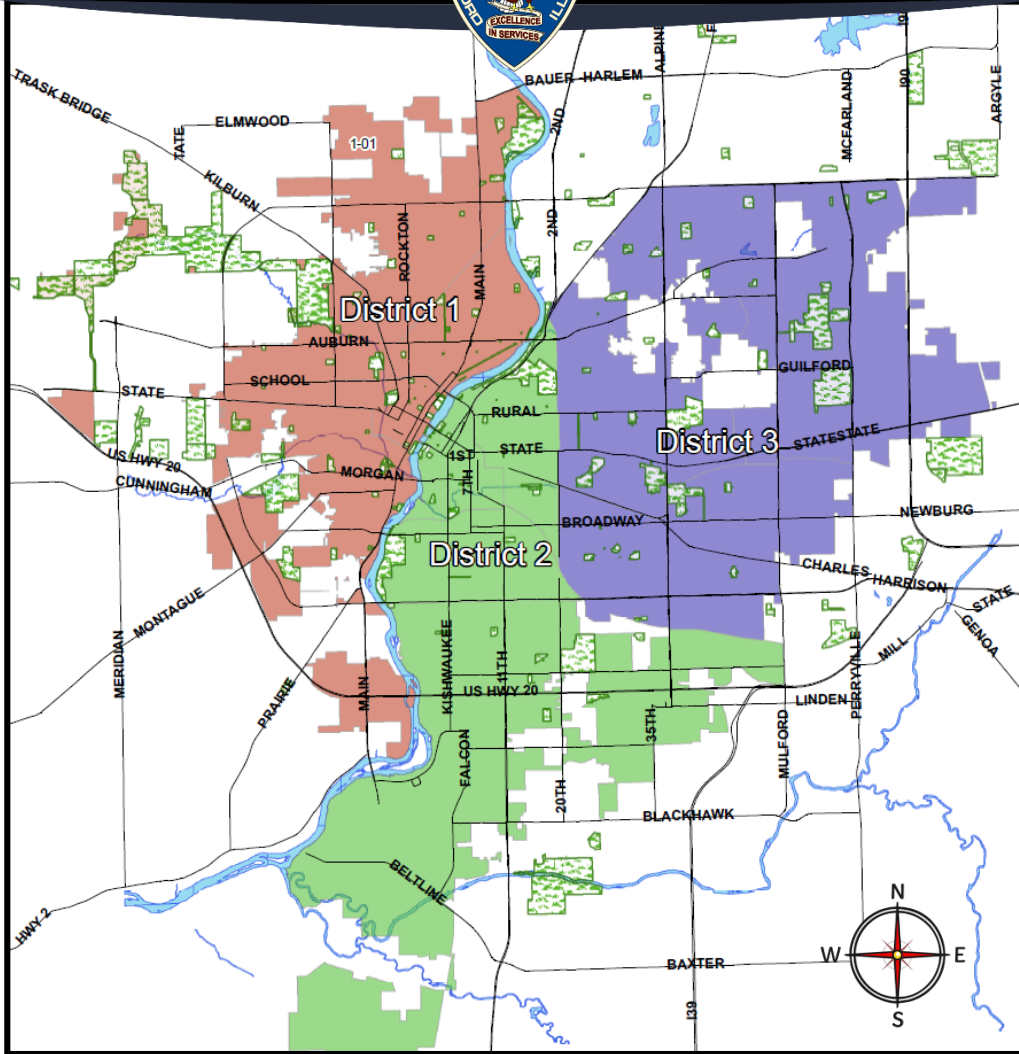 EXCELLENCE
IN SERVICES
BAUER -HARLEM
ALPINE
I90
MCFARLAND
ARGYLE
TRASK BRIDGE
TATE
ELMWOOD
1-01
2ND
KILBURN
ROCKTON
MAIN
2ND
District 1
AUBURN
SCHOOL
STATE
GUILFORD
RURAL
STATE
1ST
District 3
STATESTATE
US HWY 20
CUNNINGHAM
MORGAN
7TH
BROADWAY
NEWBURG
District 2
CHARLES
HARRISON
STATE
GENOA
MONTAGUE
MERIDIAN
PRAIRIE
MAIN
KISHWAUKEE
11TH
US HWY 20
MILL
PERRYVILLE
LINDEN
35TH
MULFORD
FALCON
20TH
BLACKHAWK
BELTLINE
HWY 2
BAXTER
I39
N
W
E
S